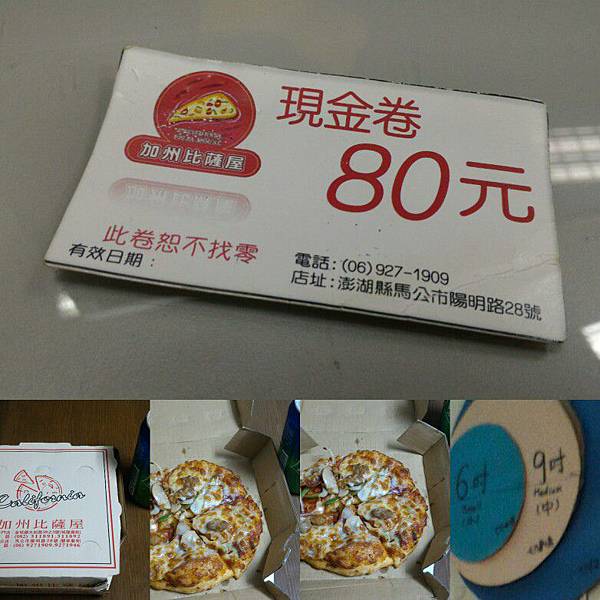 現金卷
80元
加州比薩屋
此卷恕不找零
有效日期：
電話：(06)927-1909
店址：澎湖縣馬公市陽明路28號
California
加州比薩屋
6吋
Small
9吋
Medium
(中)